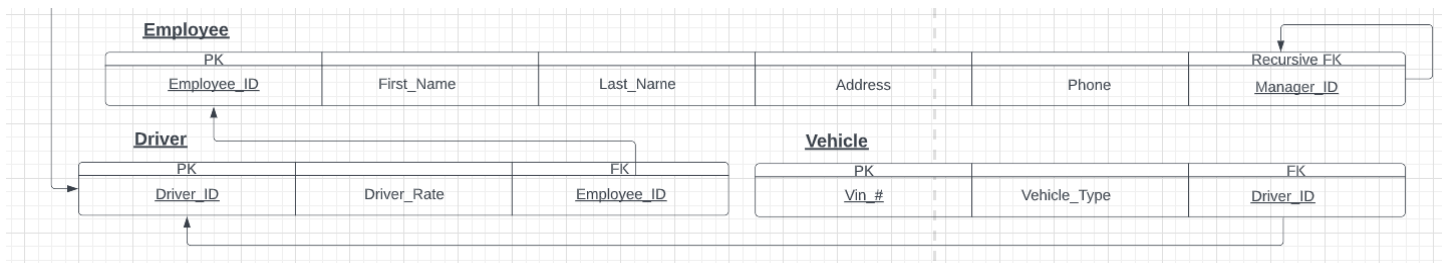 Employee
PK Recursive FK
Employee_ID First_Name Last_Name Address Phone Manager_ID
Driver
PK FK
Driver_ID Driver_Rate Employee_ID
Vehicle
PK FK
Vin_# Vehicle_Type Driver_ID